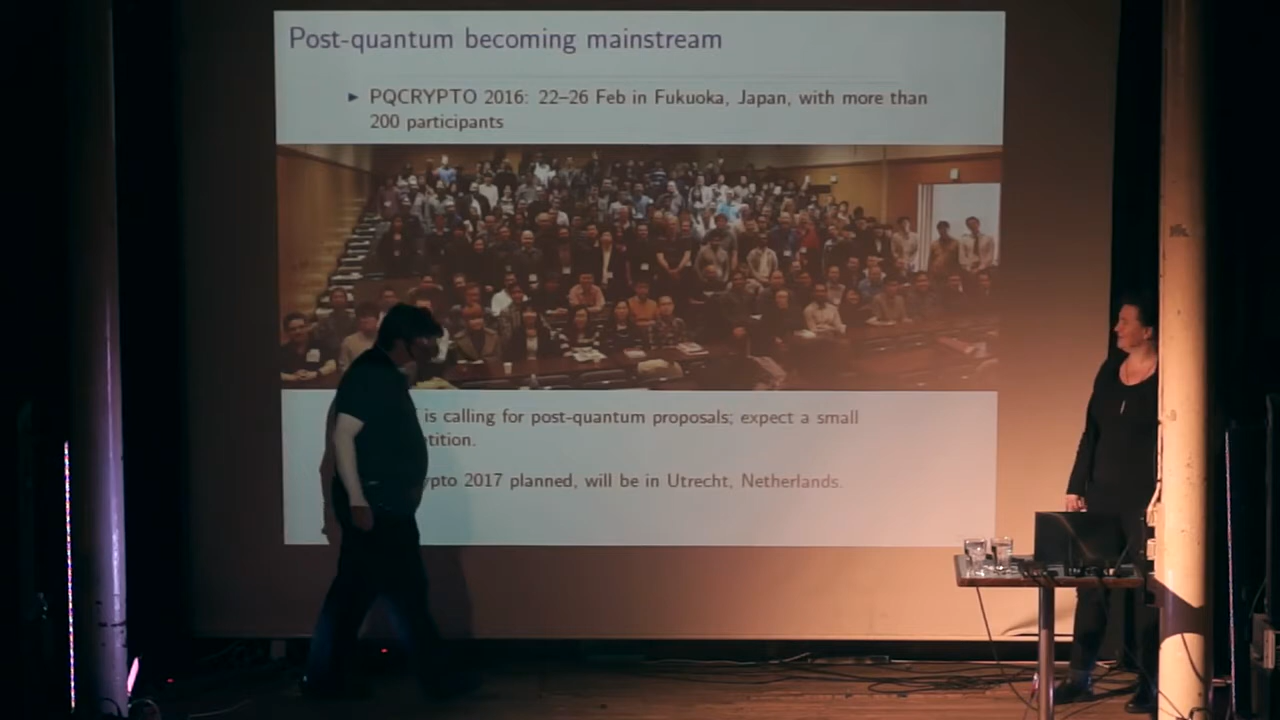 Post-quantum becoming mainstream
PQCRYPTO 2016: 22–26 Feb in Fukuoka, Japan, with more than
200 participants
is calling for post-quantum proposals; expect a small
tition.
ypto 2017 planned, will be in Utrecht, Netherlands.